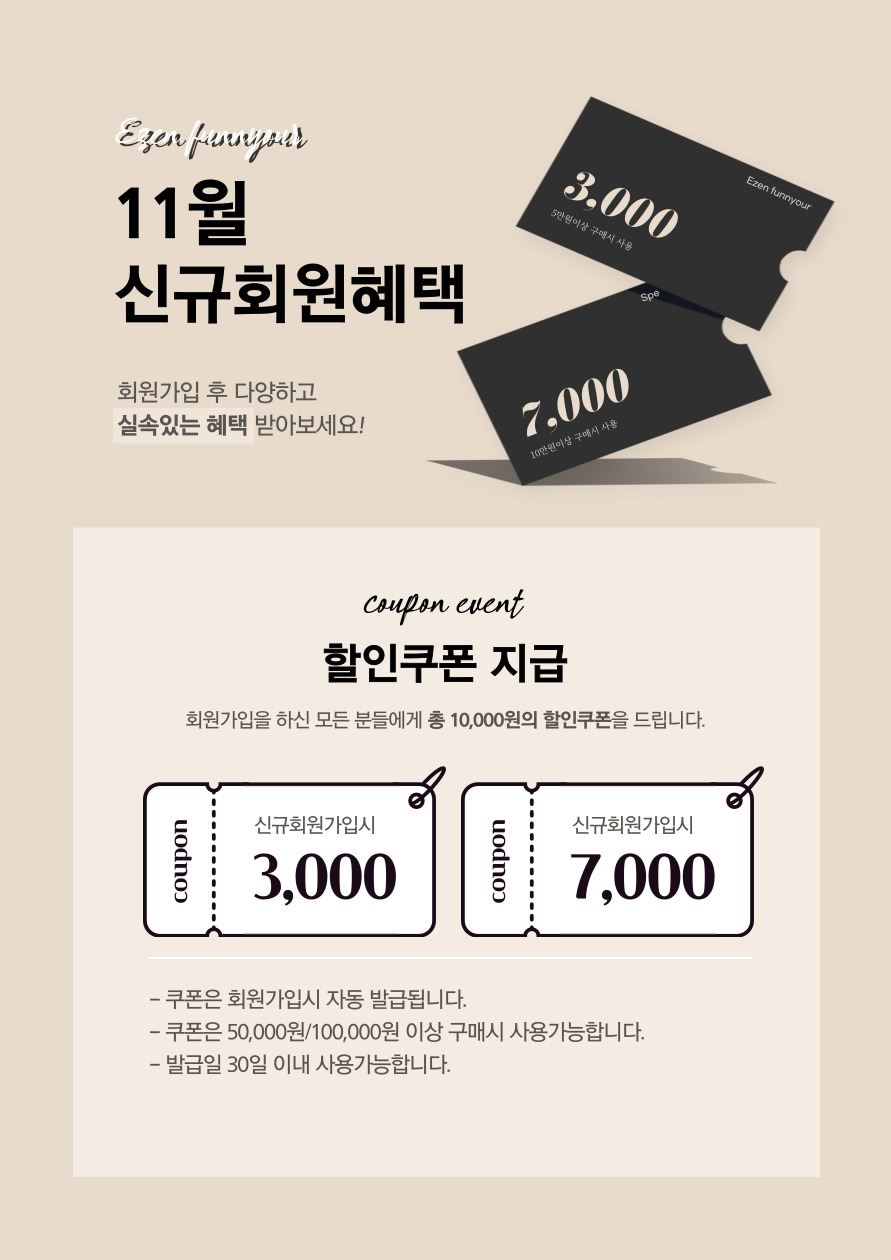 Ezen funnyour
11월
신규회원혜택
회원가입 후 다양하고
실속있는 혜택 받아보세요!
Ezen funnyour
3,000
5만원이상 구매시 사용
Spe
7,000
10만원이상 구매시 사용
coupon event
할인쿠폰 지급
회원가입을 하신 모든 분들에게 총 10,000원의 할인쿠폰을 드립니다.
coupon
신규회원가입시
3,000
coupon
신규회원가입시
7,000
– 쿠폰은 회원가입시 자동 발급됩니다.
– 쿠폰은 50,000원/100,000원 이상 구매시 사용가능합니다.
– 발급일 30일 이내 사용가능합니다.